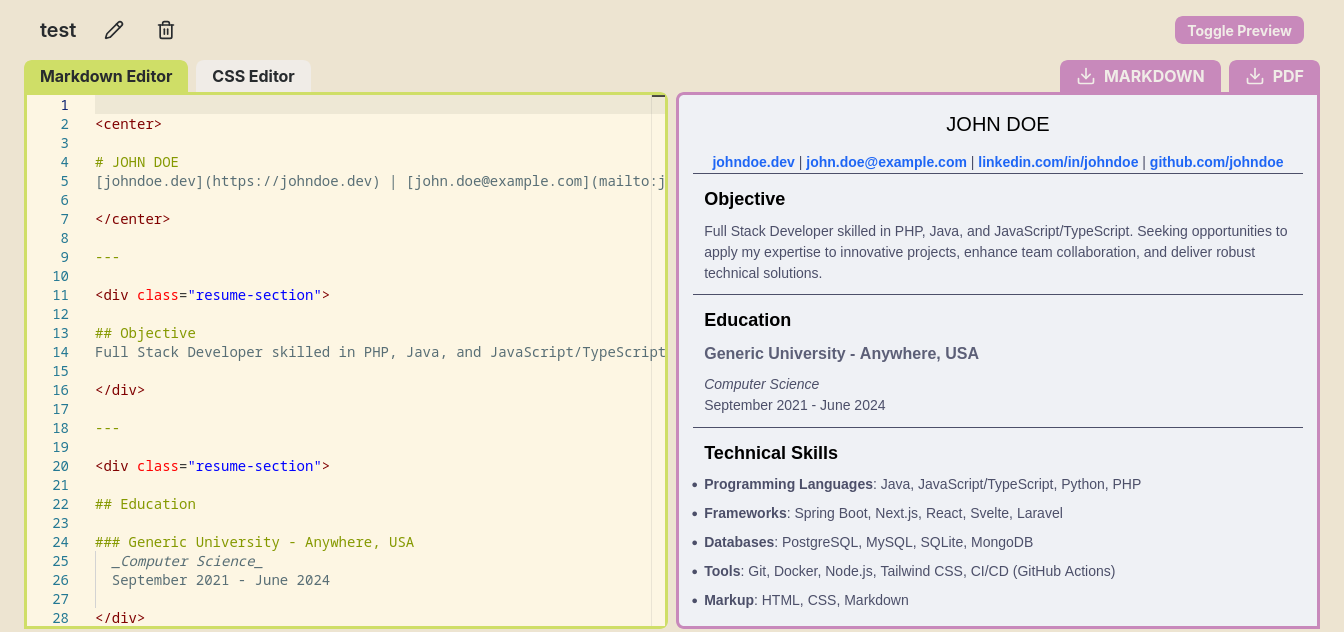 test
Toggle Preview
Markdown Editor
CSS Editor
MARKDOWN
PDF
1
2 <center>
3
4 # JOHN DOE
5 [johndoe.dev](https://johndoe.dev) | [john.doe@example.com](mailto:j
6
7 </center>
8
9 ---
10
11 <div class="resume-section">
12
13 ## Objective
14 Full Stack Developer skilled in PHP, Java, and JavaScript/TypeScript
15
16 </div>
17
18 ---
19
20 <div class="resume-section">
21
22 ## Education
23
24 ### Generic University - Anywhere, USA
25 _Computer Science_
26 September 2021 - June 2024
27
28 </div>
JOHN DOE
johndoe.dev | john.doe@example.com | linkedin.com/in/johndoe | github.com/johndoe
Objective
Full Stack Developer skilled in PHP, Java, and JavaScript/TypeScript. Seeking opportunities to
apply my expertise to innovative projects, enhance team collaboration, and deliver robust
technical solutions.
Education
Generic University - Anywhere, USA
Computer Science
September 2021 - June 2024
Technical Skills
• Programming Languages: Java, JavaScript/TypeScript, Python, PHP
• Frameworks: Spring Boot, Next.js, React, Svelte, Laravel
• Databases: PostgreSQL, MySQL, SQLite, MongoDB
• Tools: Git, Docker, Node.js, Tailwind CSS, CI/CD (GitHub Actions)
• Markup: HTML, CSS, Markdown